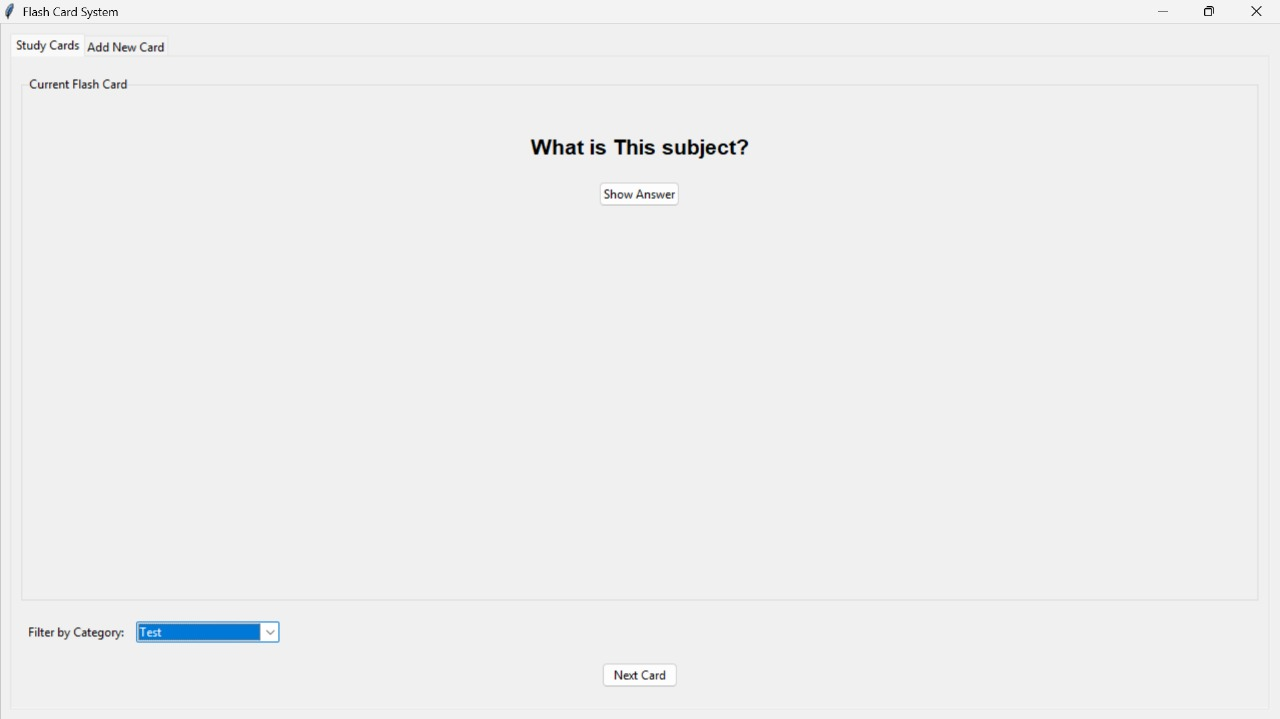 Flash Card System
Study Cards Add New Card
Current Flash Card
What is This subject?
Show Answer
Filter by Category: Test
Next Card